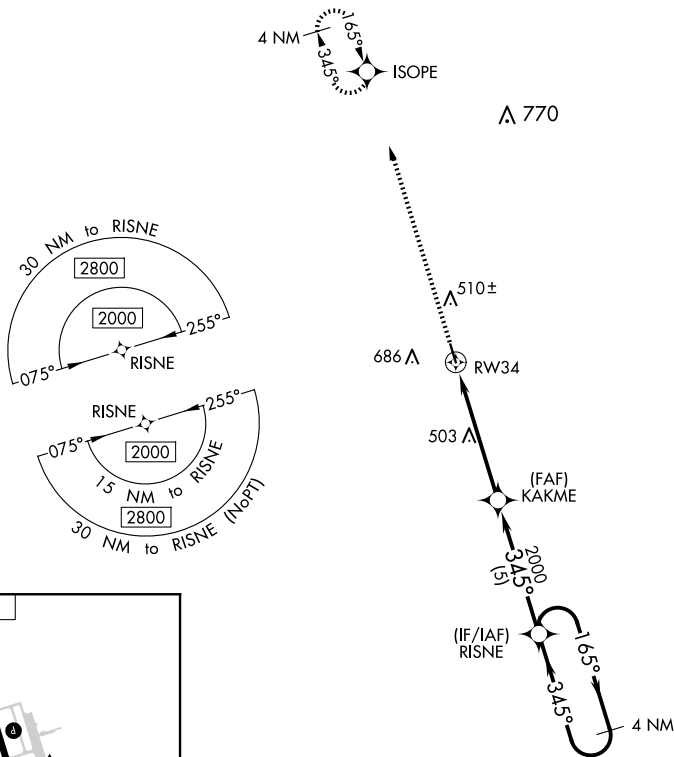 165°
4 NM
345°
ISOPE
770
30 NM to RISNE
2800
2000
255°
075°
RISNE
510±
686
RW34
RISNE
255°
075°
2000
15 NM to RISNE
2800
30 NM to RISNE (NoPT)
503
(FAF)
KAKME
2000
345°
(5)
(IF/IAF)
RISNE
165°
345°
4 NM
P